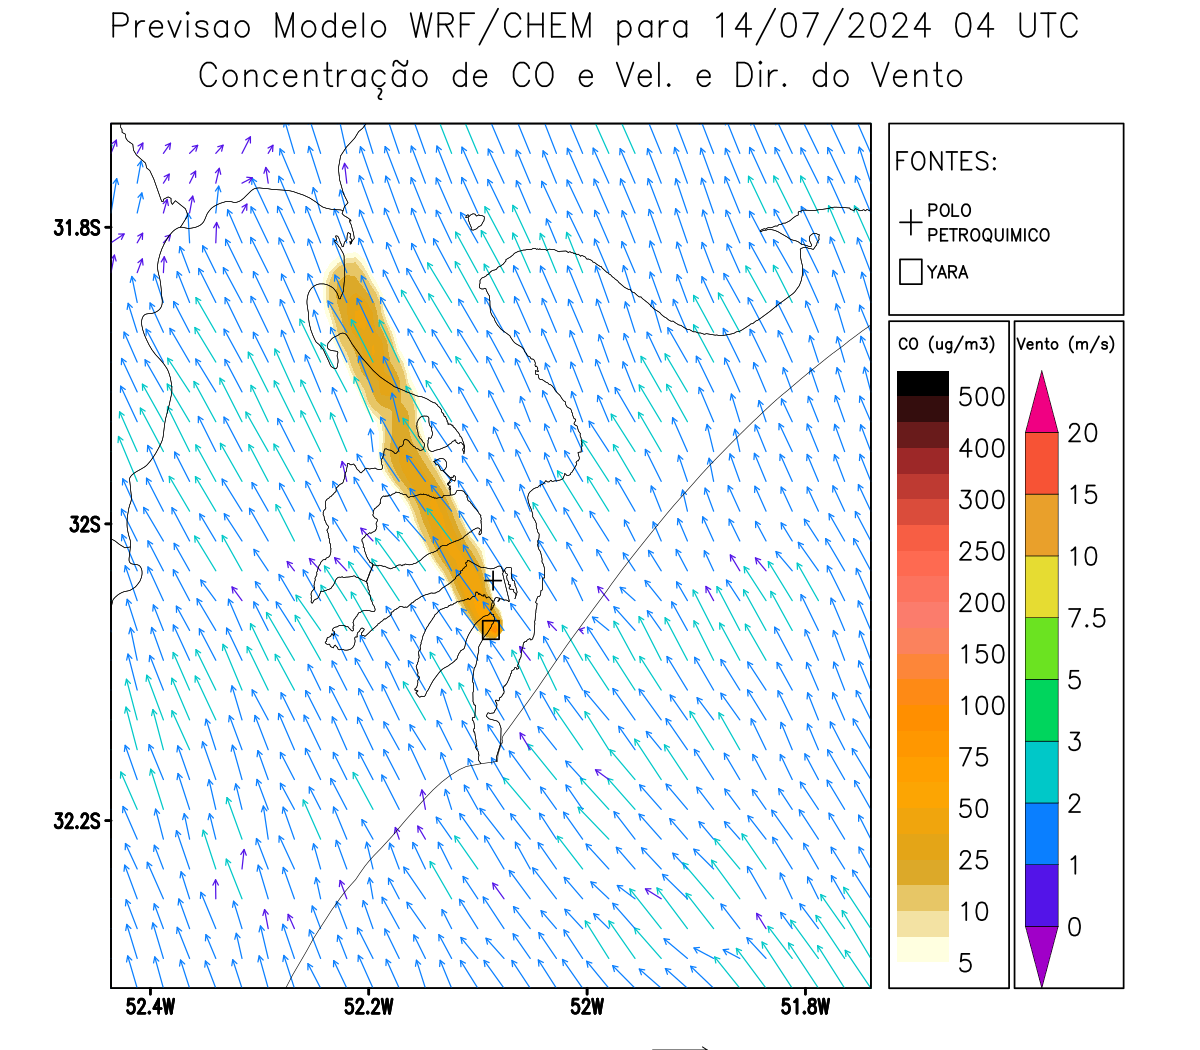 Previsao Modelo WRF/CHEM para 14/07/2024 04 UTC
Concentração de CO e Vel. e Dir. do Vento
FONTES:
POLO
PETROQUIMICO
YARA
CO (ug/m3)
500
400
300
250
200
150
100
75
50
25
10
5
Vento (m/s)
20
15
10
7.5
5
3
2
1
0
31.8S
32S
32.2S
52.4W
52.2W
52W
51.8W